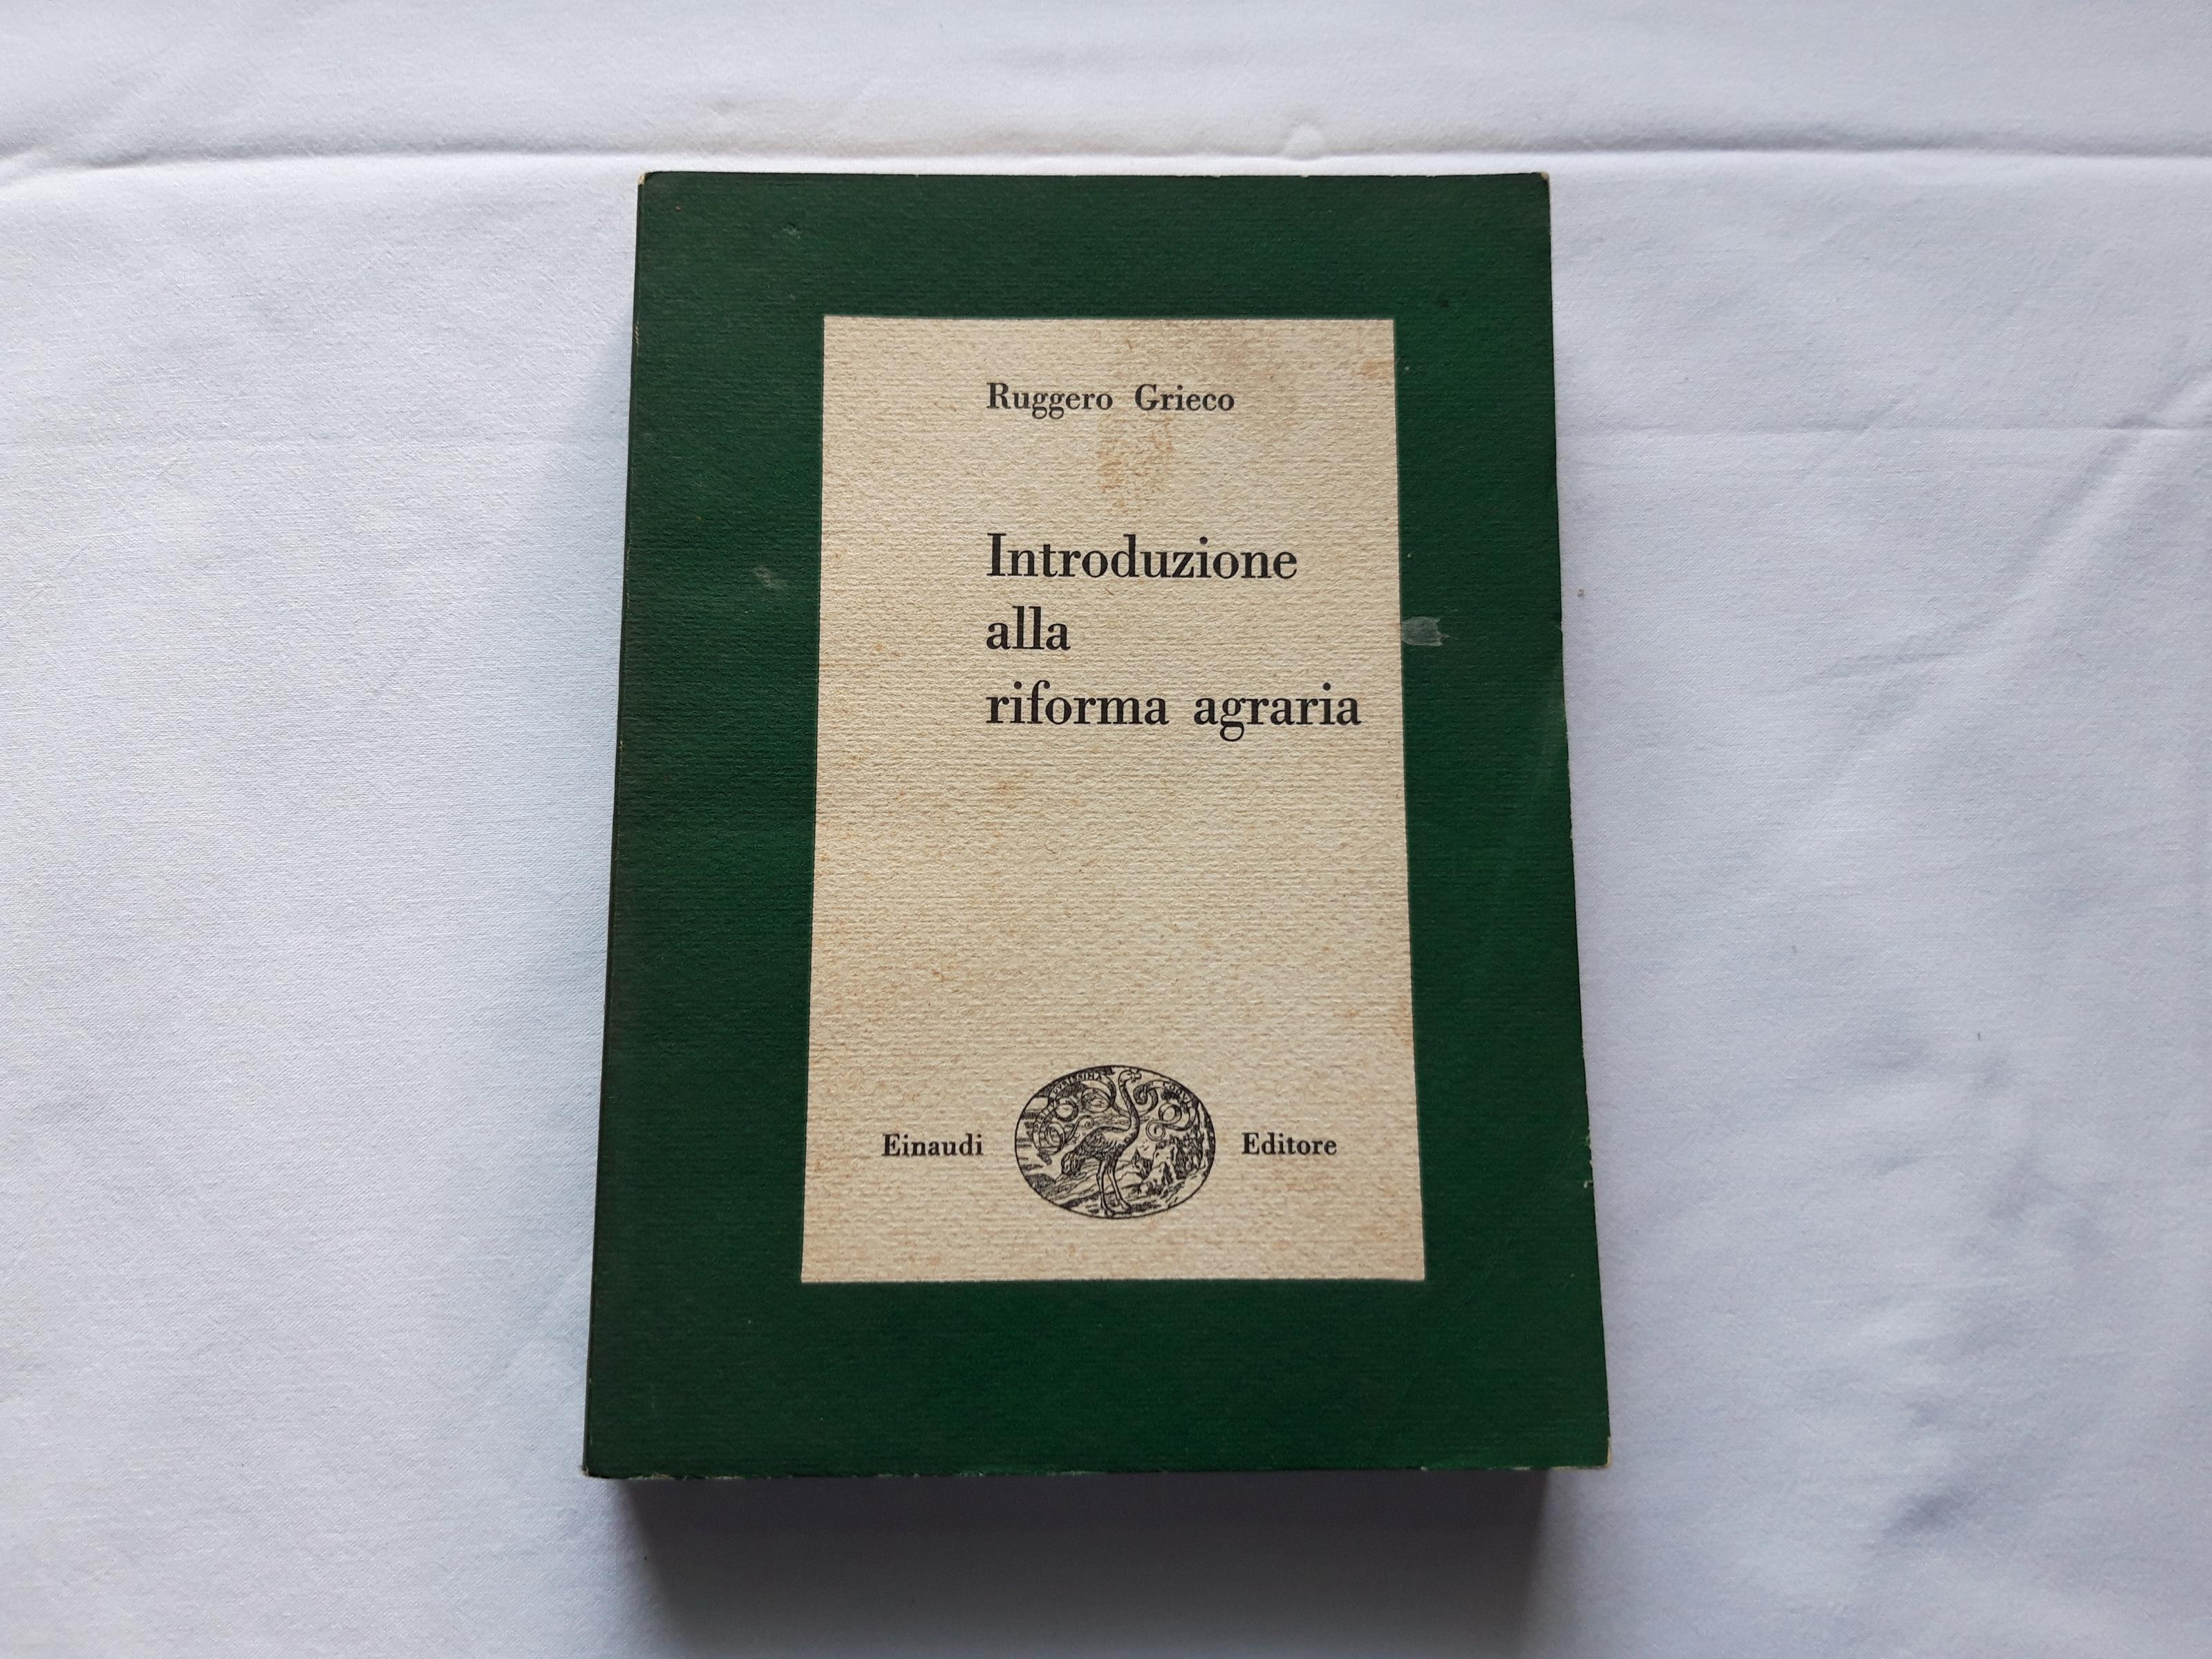 Ruggero Grieco
Introduzione
alla
riforma agraria
Einaudi Editore